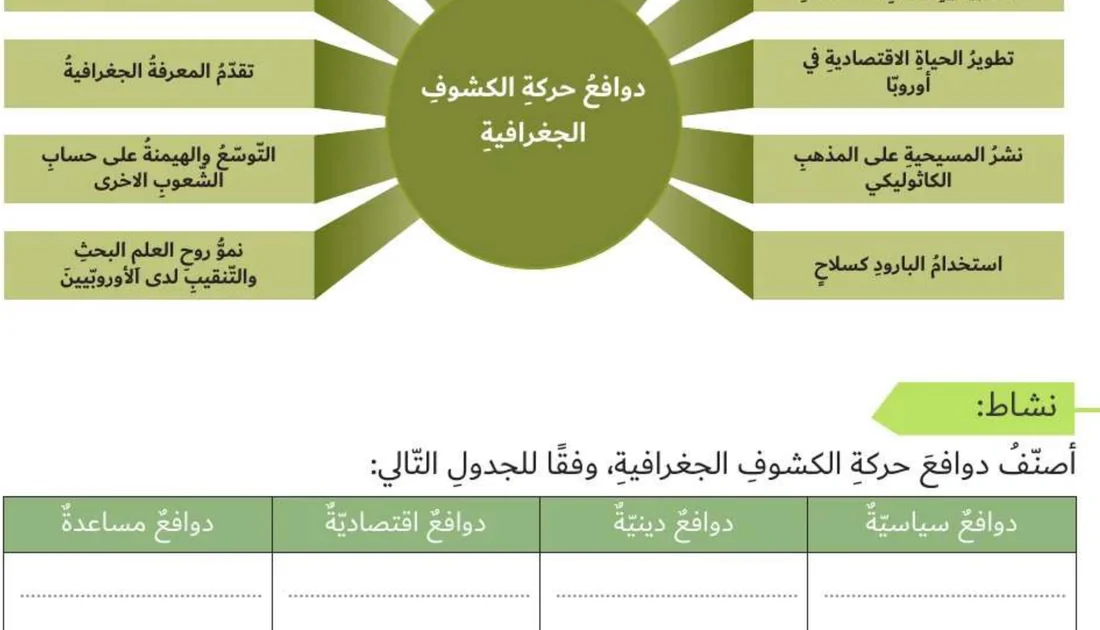 تطويرُ الحياةِ الاقتصاديةِ في
أوروبّا
نشرُ المسيحيةِ على المذهبِ
الكاثوليكي
استخدامُ البارودِ كسلاحٍ
دوافعُ حركةِ الكشوفِ
الجغرافيةِ
تقدّمُ المعرفةُ الجغرافيةُ
التّوسّعُ والهيمنةُ على حسابِ
الشّعوبِ الاخرى
نموُّ روحِ العلم البحثِ
والتّنقيبِ لدى الأوروبّيينَ
نشاط:
أصنّفُ دوافعَ حركةِ الكشوفِ الجغرافيةِ، وفقًا للجدولِ التّالي:
دوافعٌ سياسيّةٌ
دوافعٌ دينيّةٌ
دوافعٌ اقتصاديّةٌ
دوافعٌ مساعدةٌ